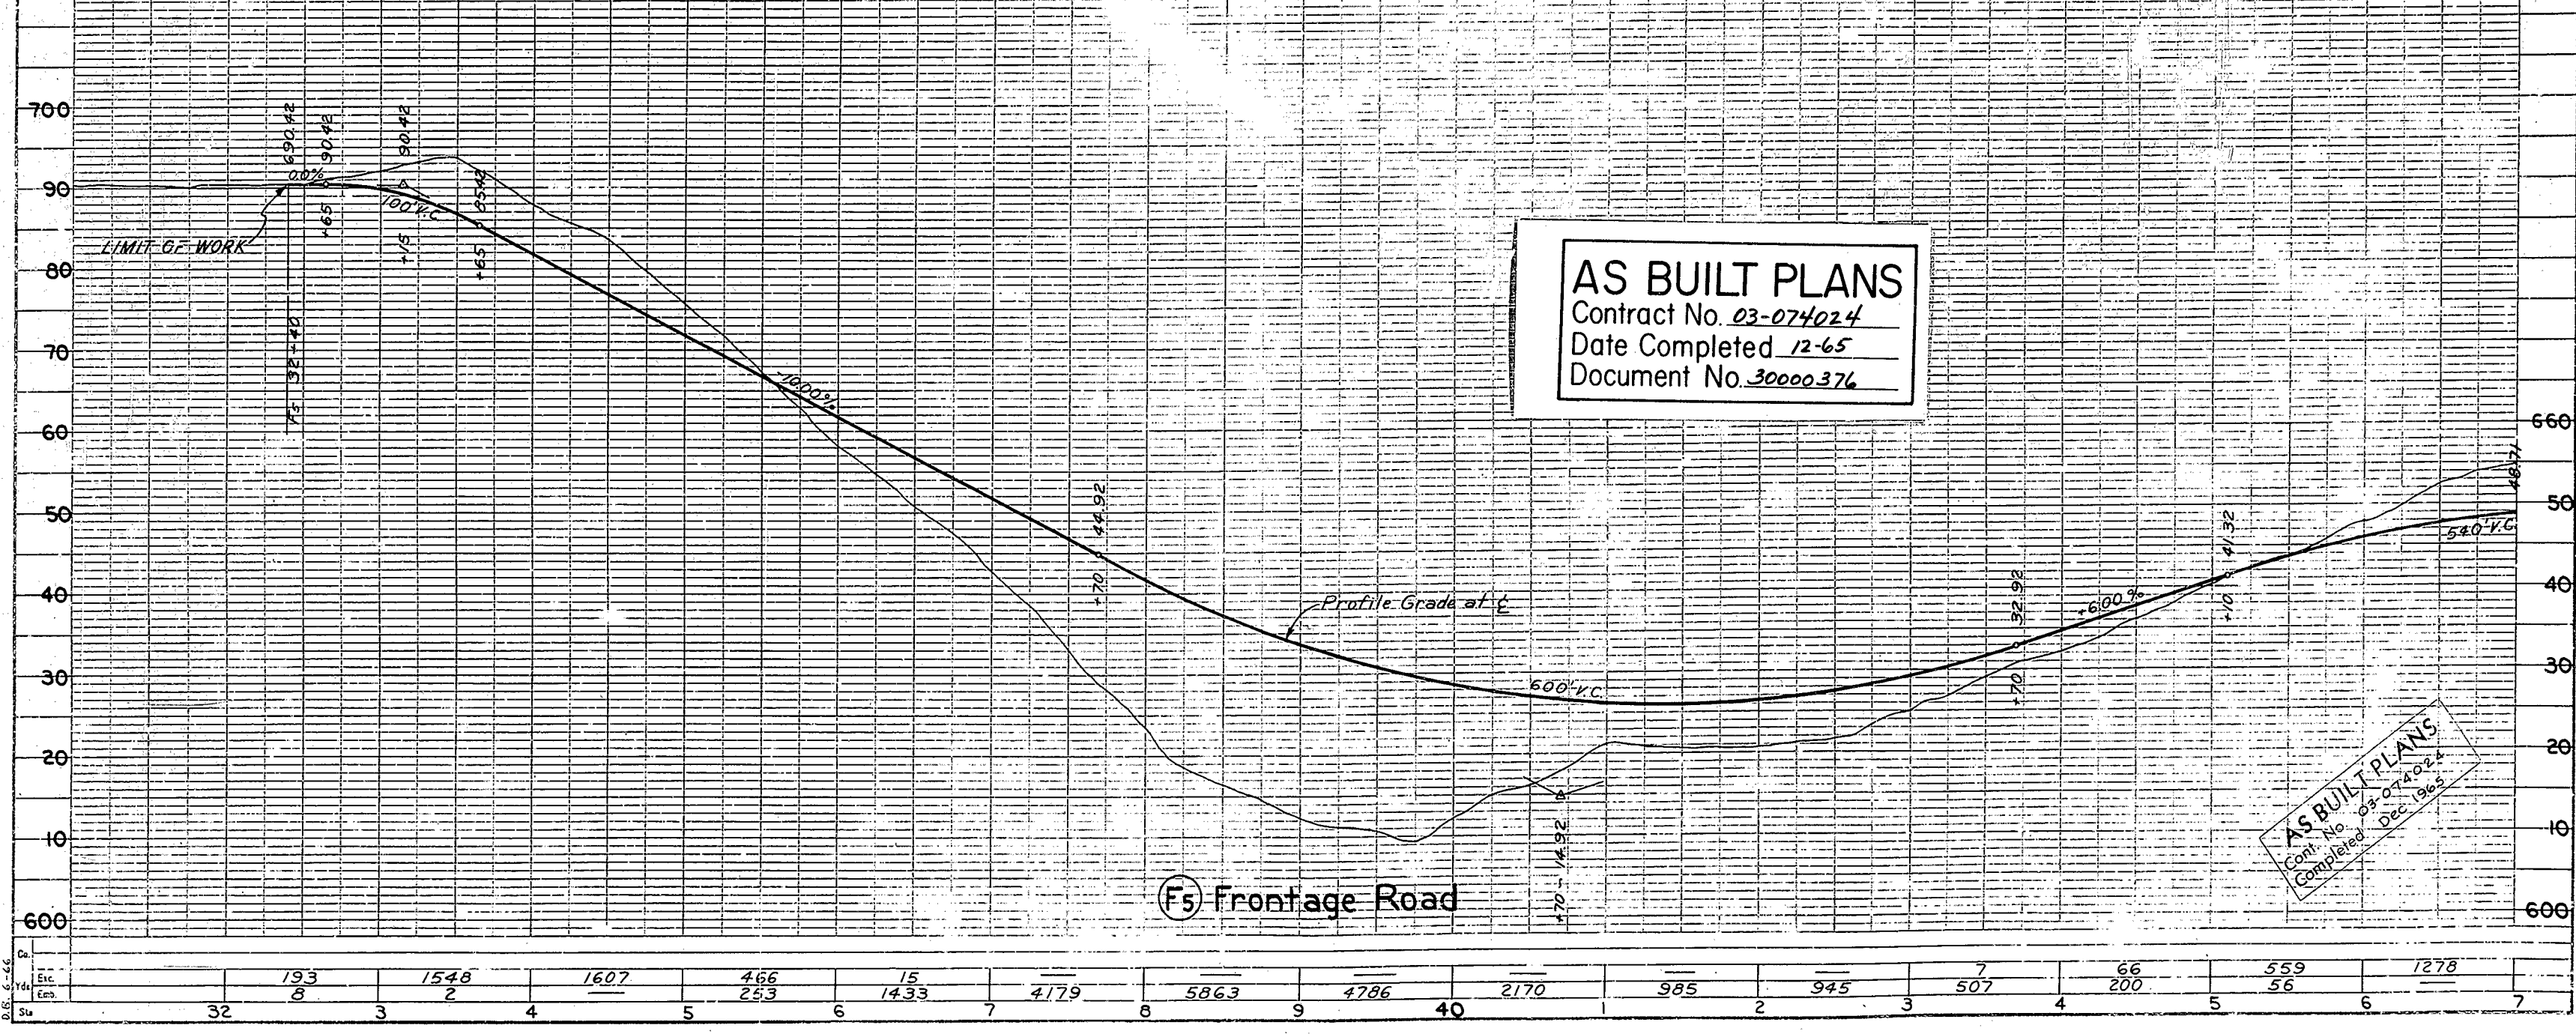 700
90
80
70
60
50
40
30
20
10
600
690.42
90.42
90.42
85.42
0.0%
100' V.C.
+65
+15
+65
LIMIT OF WORK
F5 32+40
-10.00%
44.92
+70
Profile Grade at ℄
600' V.C.
+70 - 14.92
32.92
+70
+6.00%
41.32
+10
48.71
540' V.C.
660
50
40
30
20
10
600
AS BUILT PLANS
Contract No. 03-074024
Date Completed 12-65
Document No. 30000376
AS BUILT PLANS
Cont. No. 03-074024
Completed Dec 1965
F5 Frontage Road
D.B. 6-66
Co.
Yds. Exc. 193 1548 1607 466 15 — — — — — — 7 66 559 1278
Emb. 8 2 — 253 1433 4179 5863 4786 2170 985 945 507 200 56 —
Sta 32 3 4 5 6 7 8 9 40 1 2 3 4 5 6 7